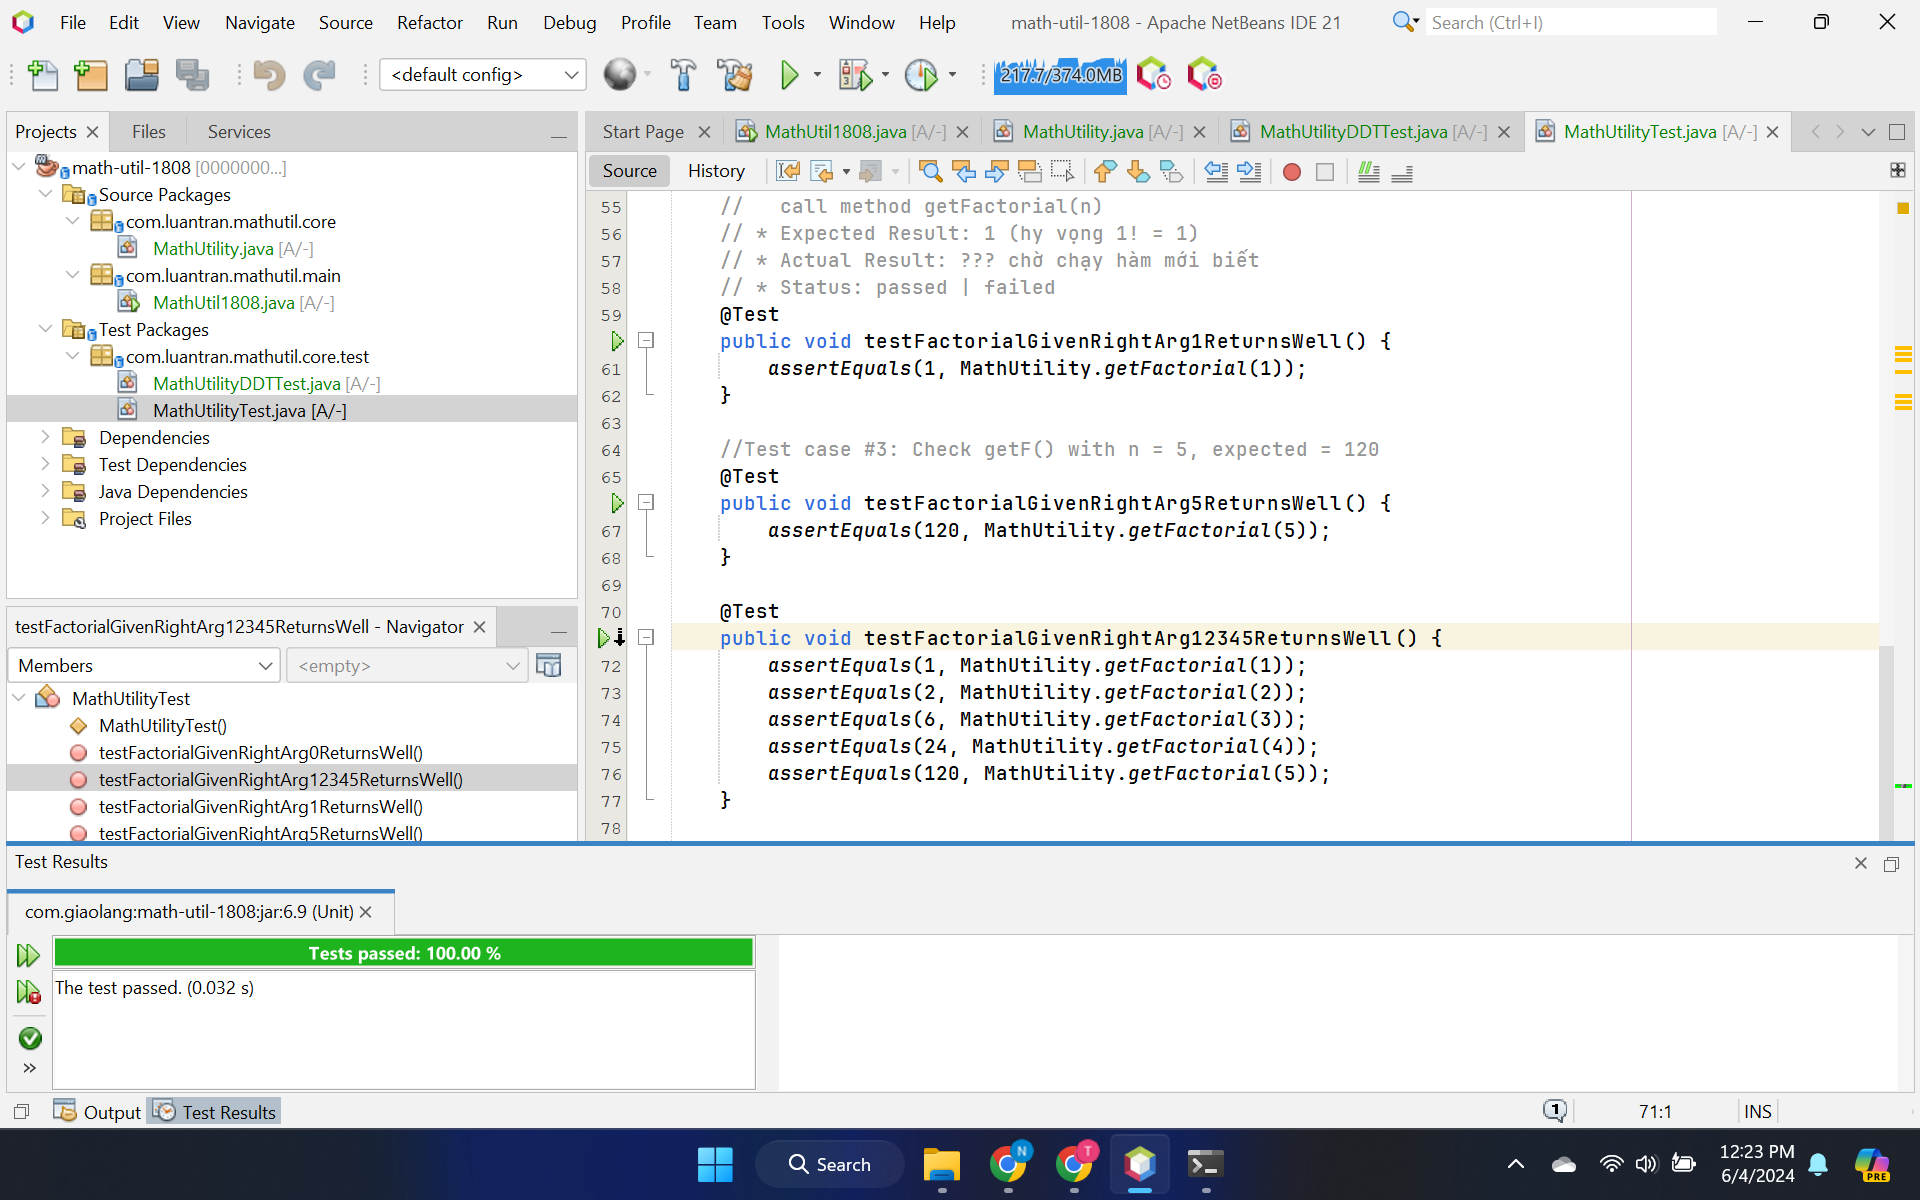 File Edit View Navigate Source Refactor Run Debug Profile Team Tools Window Help
math-util-1808 - Apache NetBeans IDE 21
Search (Ctrl+I)
<default config>
217.7/374.0MB
Projects
Files
Services
math-util-1808 [0000000...]
Source Packages
com.luantran.mathutil.core
MathUtility.java [A/-]
com.luantran.mathutil.main
MathUtil1808.java [A/-]
Test Packages
com.luantran.mathutil.core.test
MathUtilityDDTTest.java [A/-]
MathUtilityTest.java [A/-]
Dependencies
Test Dependencies
Java Dependencies
Project Files
testFactorialGivenRightArg12345ReturnsWell - Navigator
Members
<empty>
MathUtilityTest
MathUtilityTest()
testFactorialGivenRightArg0ReturnsWell()
testFactorialGivenRightArg12345ReturnsWell()
testFactorialGivenRightArg1ReturnsWell()
testFactorialGivenRightArg5ReturnsWell()
Start Page
MathUtil1808.java [A/-]
MathUtility.java [A/-]
MathUtilityDDTTest.java [A/-]
MathUtilityTest.java [A/-]
Source
History
55 //   call method getFactorial(n)
56 // * Expected Result: 1 (hy vọng 1! = 1)
57 // * Actual Result: ??? chờ chạy hàm mới biết
58 // * Status: passed | failed
59 @Test
public void testFactorialGivenRightArg1ReturnsWell() {
61 assertEquals(1, MathUtility.getFactorial(1));
62 }
63
64 //Test case #3: Check getF() with n = 5, expected = 120
65 @Test
public void testFactorialGivenRightArg5ReturnsWell() {
67 assertEquals(120, MathUtility.getFactorial(5));
68 }
69
70 @Test
public void testFactorialGivenRightArg12345ReturnsWell() {
72 assertEquals(1, MathUtility.getFactorial(1));
73 assertEquals(2, MathUtility.getFactorial(2));
74 assertEquals(6, MathUtility.getFactorial(3));
75 assertEquals(24, MathUtility.getFactorial(4));
76 assertEquals(120, MathUtility.getFactorial(5));
77 }
78
Test Results
com.giaolang:math-util-1808:jar:6.9 (Unit)
Tests passed: 100.00 %
The test passed. (0.032 s)
Output
Test Results
1
71:1
INS
Search
N
T
12:23 PM
6/4/2024
PRE